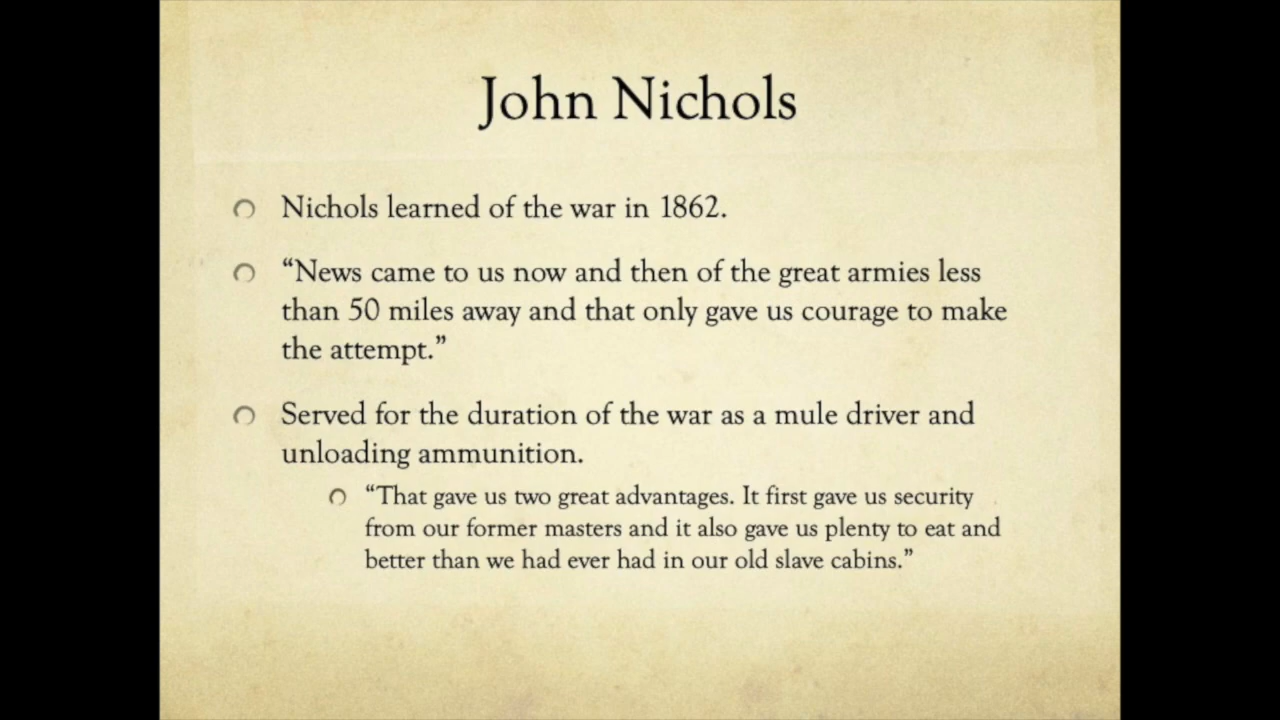 John Nichols
Nichols learned of the war in 1862.
“News came to us now and then of the great armies less
than 50 miles away and that only gave us courage to make
the attempt.”
Served for the duration of the war as a mule driver and
unloading ammunition.
“That gave us two great advantages. It first gave us security
from our former masters and it also gave us plenty to eat and
better than we had ever had in our old slave cabins.”